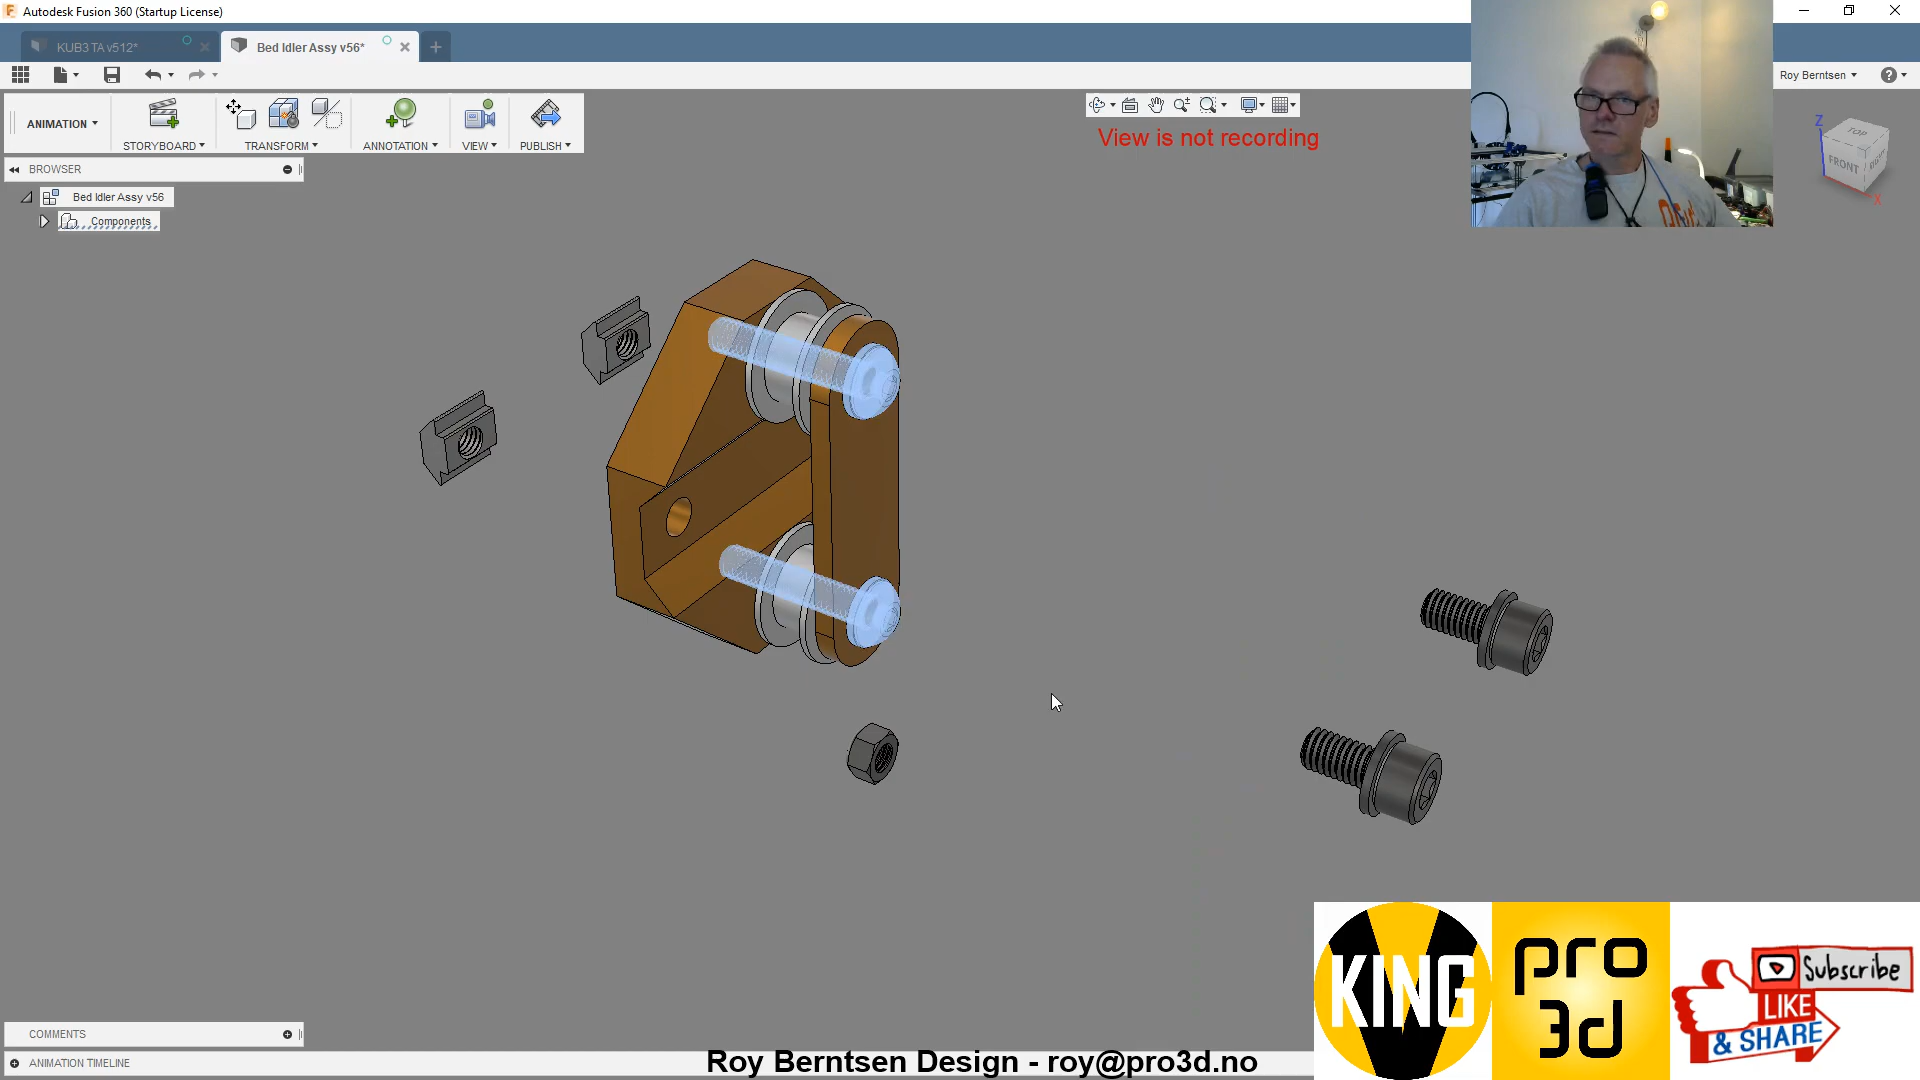 Autodesk Fusion 360 (Startup License)
KUB3 TA v512*
Bed Idler Assy v56*
Roy Berntsen
ANIMATION
STORYBOARD
TRANSFORM
ANNOTATION
VIEW
PUBLISH
View is not recording
Z
TOP
FRONT
RIGHT
X
BROWSER
Bed Idler Assy v56
Components
COMMENTS
ANIMATION TIMELINE
Roy Berntsen Design - roy@pro3d.no
KING
pro
3d
Subscribe
LIKE
& SHARE